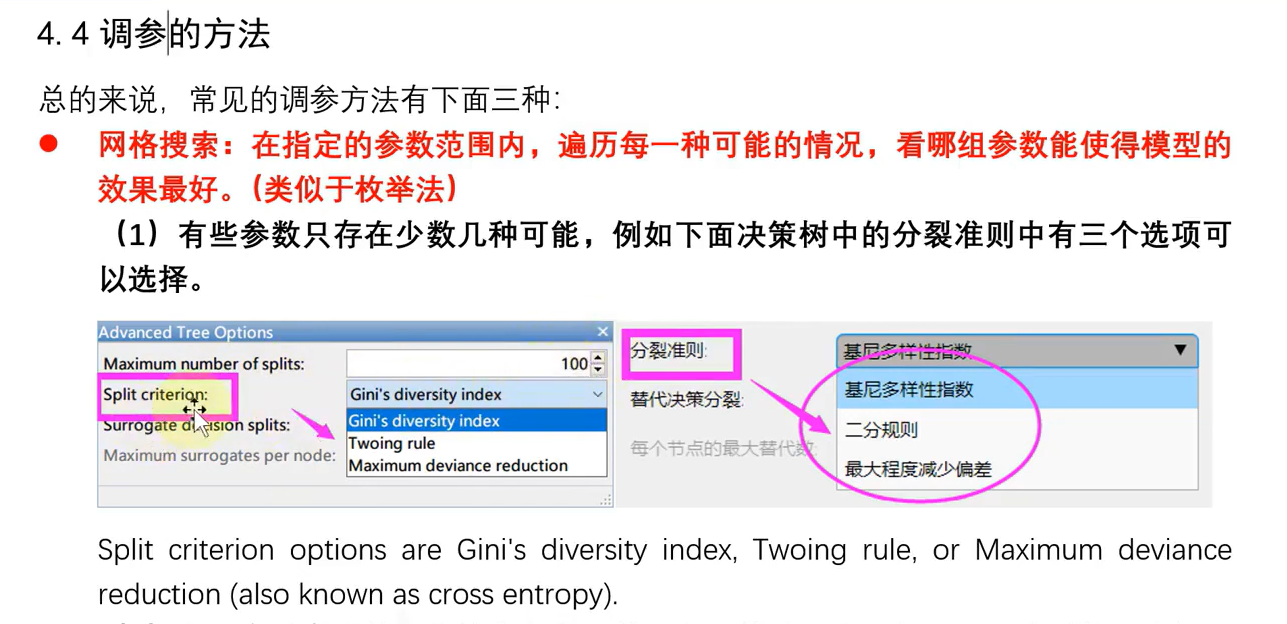 4.4 调参的方法
总的来说，常见的调参方法有下面三种：
● 网格搜索：在指定的参数范围内，遍历每一种可能的情况，看哪组参数能使得模型的
效果最好。（类似于枚举法）
（1）有些参数只存在少数几种可能，例如下面决策树中的分裂准则中有三个选项可
以选择。
Advanced Tree Options
Maximum number of splits: 100
Split criterion: Gini's diversity index
Gini's diversity index
Surrogate decision splits:
Twoing rule
Maximum surrogates per node:
Maximum deviance reduction
分裂准则: 基尼多样性指数
基尼多样性指数
替代决策分裂:
二分规则
每个节点的最大替代数:
最大程度减少偏差
Split criterion options are Gini's diversity index, Twoing rule, or Maximum deviance
reduction (also known as cross entropy).